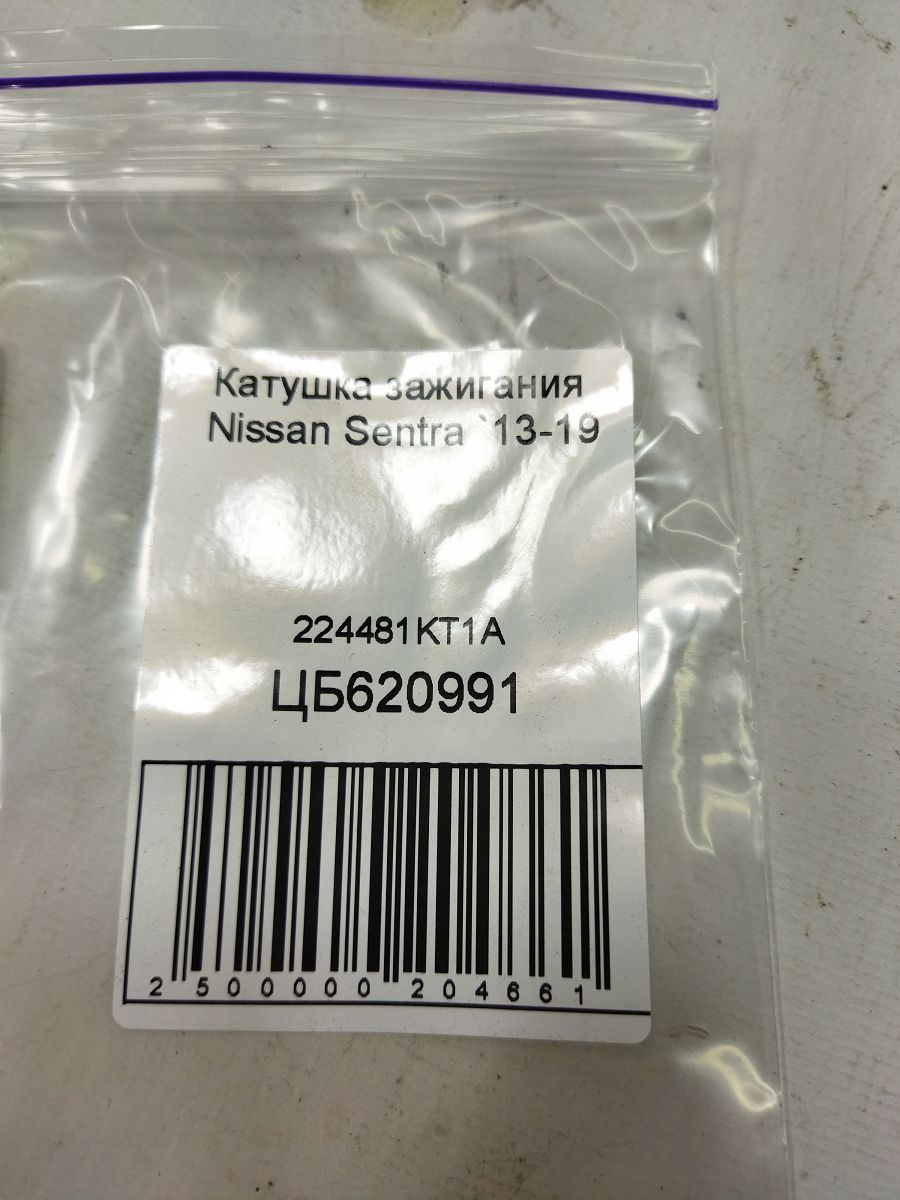 Катушка зажигания
Nissan Sentra `13-19
224481KT1A
ЦБ620991
2 500000 204661